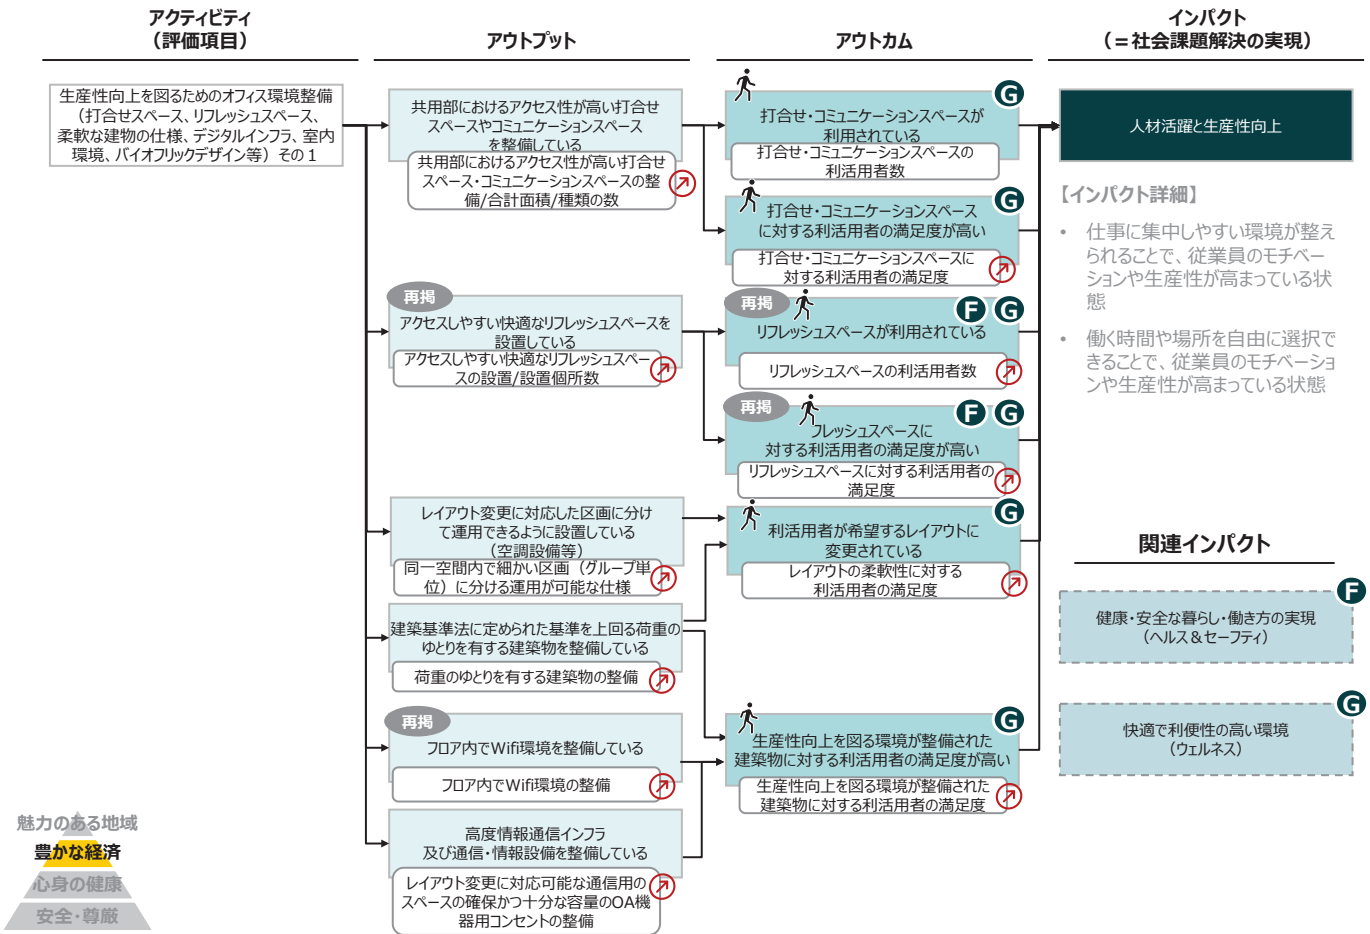 アクティビティ
（評価項目）
アウトプット
アウトカム
インパクト
（＝社会課題解決の実現）
生産性向上を図るためのオフィス環境整備
（打合せスペース、リフレッシュスペース、
柔軟な建物の仕様、デジタルインフラ、室内
環境、バイオフリックデザイン等）その１
共用部におけるアクセス性が高い打合せ
スペースやコミュニケーションスペース
を整備している
共用部におけるアクセス性が高い打合せ
スペース・コミュニケーションスペースの整
備/合計面積/種類の数
再掲
アクセスしやすい快適なリフレッシュスペースを
設置している
アクセスしやすい快適なリフレッシュスペー
スの設置/設置個所数
レイアウト変更に対応した区画に分け
て運用できるように設置している
（空調設備等）
同一空間内で細かい区画（グループ単
位）に分ける運用が可能な仕様
建築基準法に定められた基準を上回る荷重の
ゆとりを有する建築物を整備している
荷重のゆとりを有する建築物の整備
再掲
フロア内でWifi環境を整備している
フロア内でWifi環境の整備
高度情報通信インフラ
及び通信・情報設備を整備している
レイアウト変更に対応可能な通信用の
スペースの確保かつ十分な容量のOA機
器用コンセントの整備
G
打合せ・コミュニケーションスペースが
利用されている
打合せ・コミュニケーションスペースの
利活用者数
G
打合せ・コミュニケーションスペース
に対する利活用者の満足度が高い
打合せ・コミュニケーションスペースに
対する利活用者の満足度
再掲
F G
リフレッシュスペースが利用されている
リフレッシュスペースの利活用者数
再掲
F G
フレッシュスペースに
対する利活用者の満足度が高い
リフレッシュスペースに対する利活用者の
満足度
G
利活用者が希望するレイアウトに
変更されている
レイアウトの柔軟性に対する
利活用者の満足度
G
生産性向上を図る環境が整備された
建築物に対する利活用者の満足度が高い
生産性向上を図る環境が整備された
建築物に対する利活用者の満足度
人材活躍と生産性向上
【インパクト詳細】
• 仕事に集中しやすい環境が整え
られることで、従業員のモチベー
ションや生産性が高まっている状
態
• 働く時間や場所を自由に選択で
きることで、従業員のモチベーショ
ンや生産性が高まっている状態
関連インパクト
F
健康・安全な暮らし・働き方の実現
（ヘルス＆セーフティ）
G
快適で利便性の高い環境
（ウェルネス）
魅力のある地域
豊かな経済
心身の健康
安全・尊厳